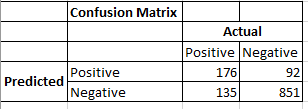 Confusion Matrix
Actual
Positive Negative
Predicted Positive 176 92
Negative 135 851